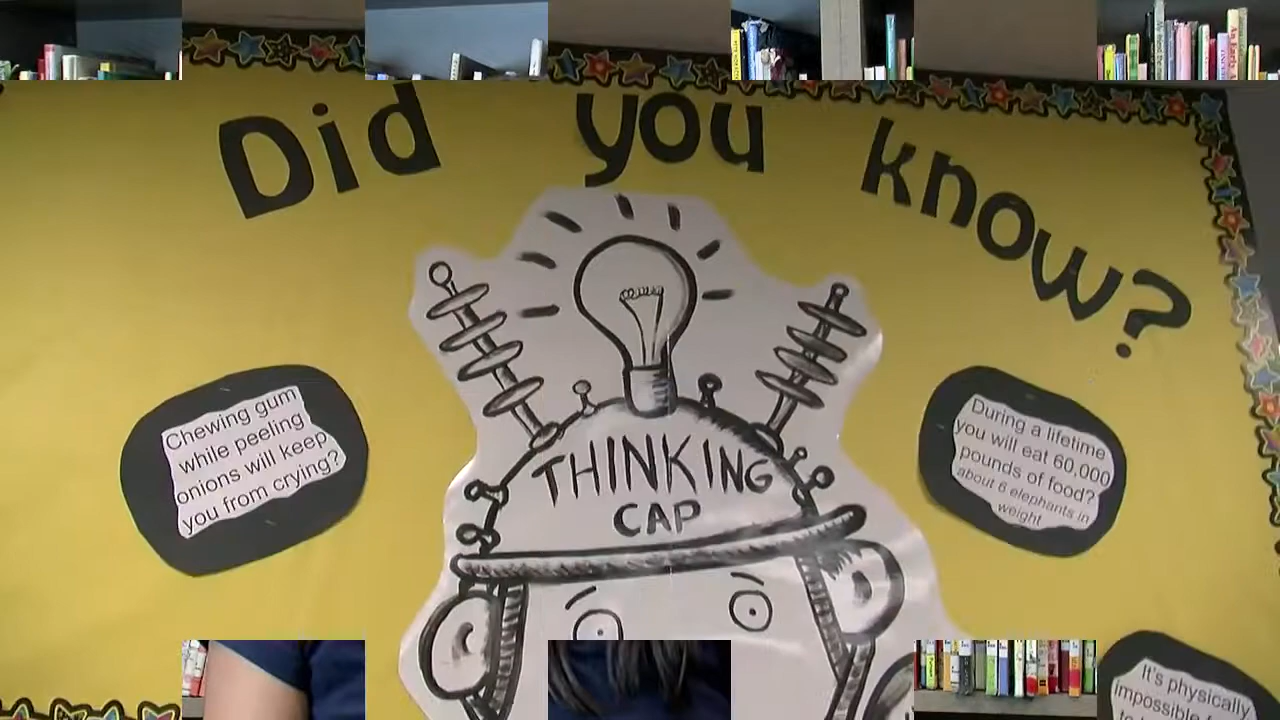 Did you know?
THINKING
CAP
Chewing gum
while peeling
onions will keep
you from crying?
During a lifetime
you will eat 60,000
pounds of food?
about 6 elephants in
weight
It's physically
impossible